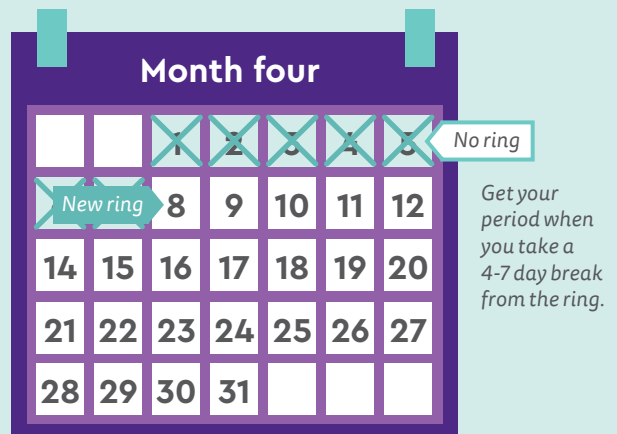 Month four
1 2 3 4 5 No ring
New ring 8 9 10 11 12
14 15 16 17 18 19 20
21 22 23 24 25 26 27
28 29 30 31
Get your
period when
you take a
4-7 day break
from the ring.